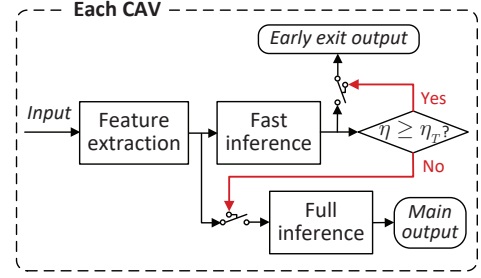 Each CAV
Early exit output
Input
Feature
extraction
Fast
inference
Yes
η ≥ η_T?
No
Full
inference
Main
output